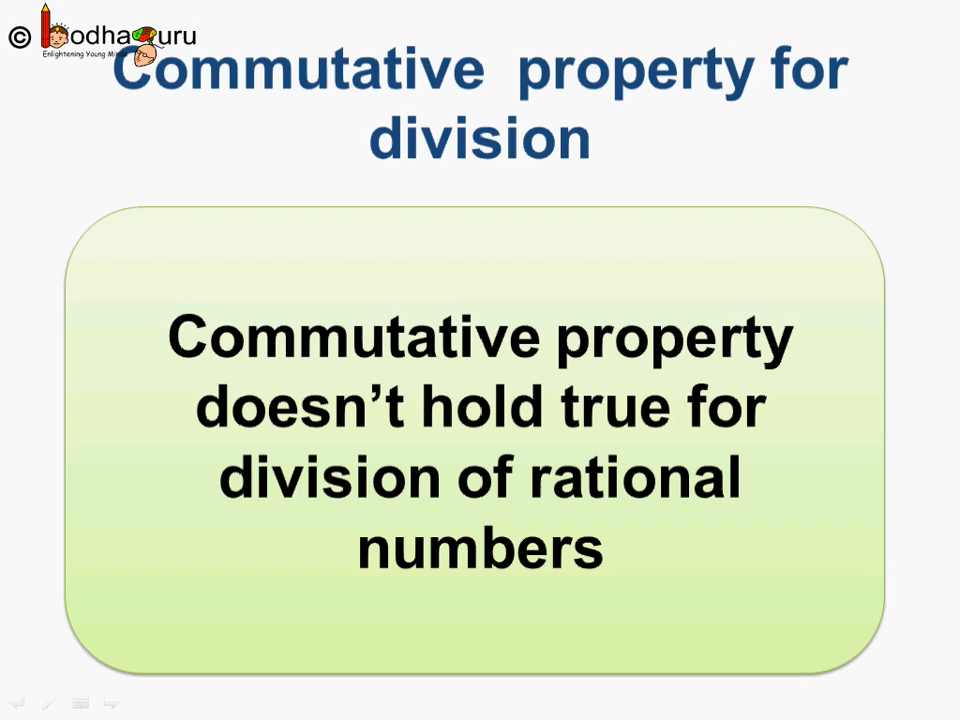 © bodhaguru
Enlightening Young Minds
Commutative property for
division
Commutative property
doesn’t hold true for
division of rational
numbers